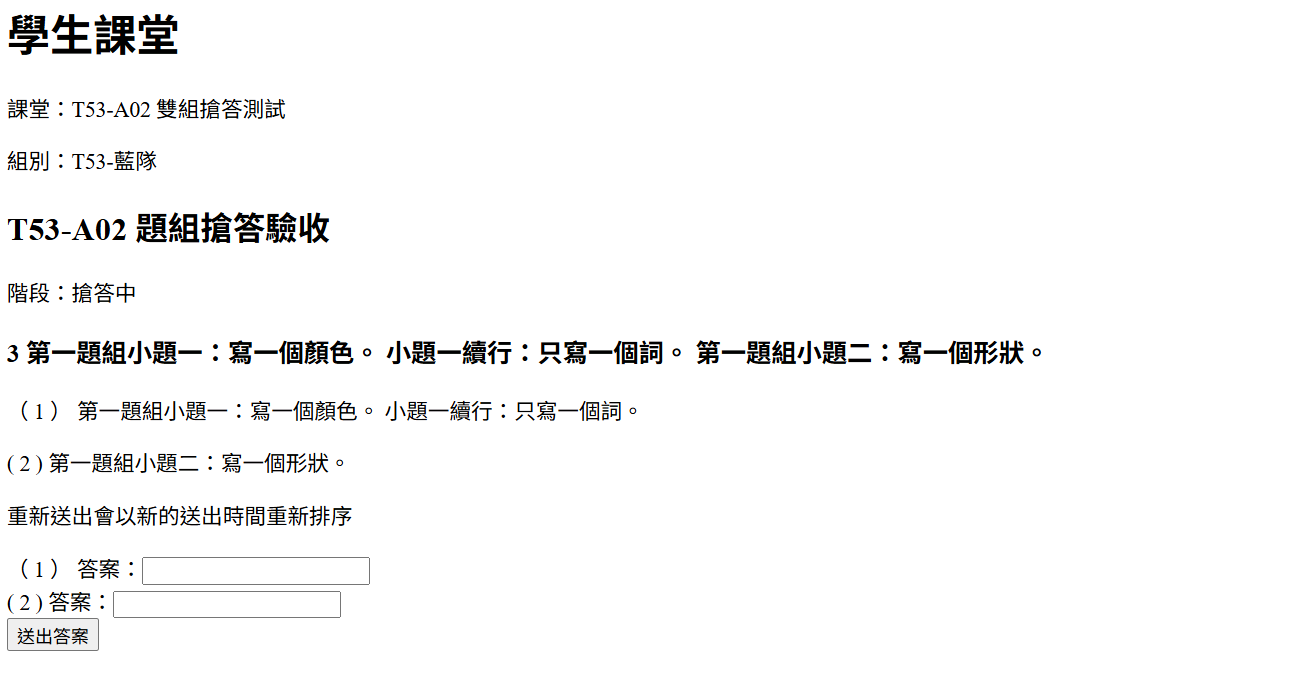 學生課堂
課堂：T53-A02 雙組搶答測試
組別：T53-藍隊
T53-A02 題組搶答驗收
階段：搶答中
3 第一題組小題一：寫一個顏色。 小題一續行：只寫一個詞。 第一題組小題二：寫一個形狀。
（ 1 ） 第一題組小題一：寫一個顏色。 小題一續行：只寫一個詞。
( 2 ) 第一題組小題二：寫一個形狀。
重新送出會以新的送出時間重新排序
（ 1 ） 答案：
( 2 ) 答案：
送出答案